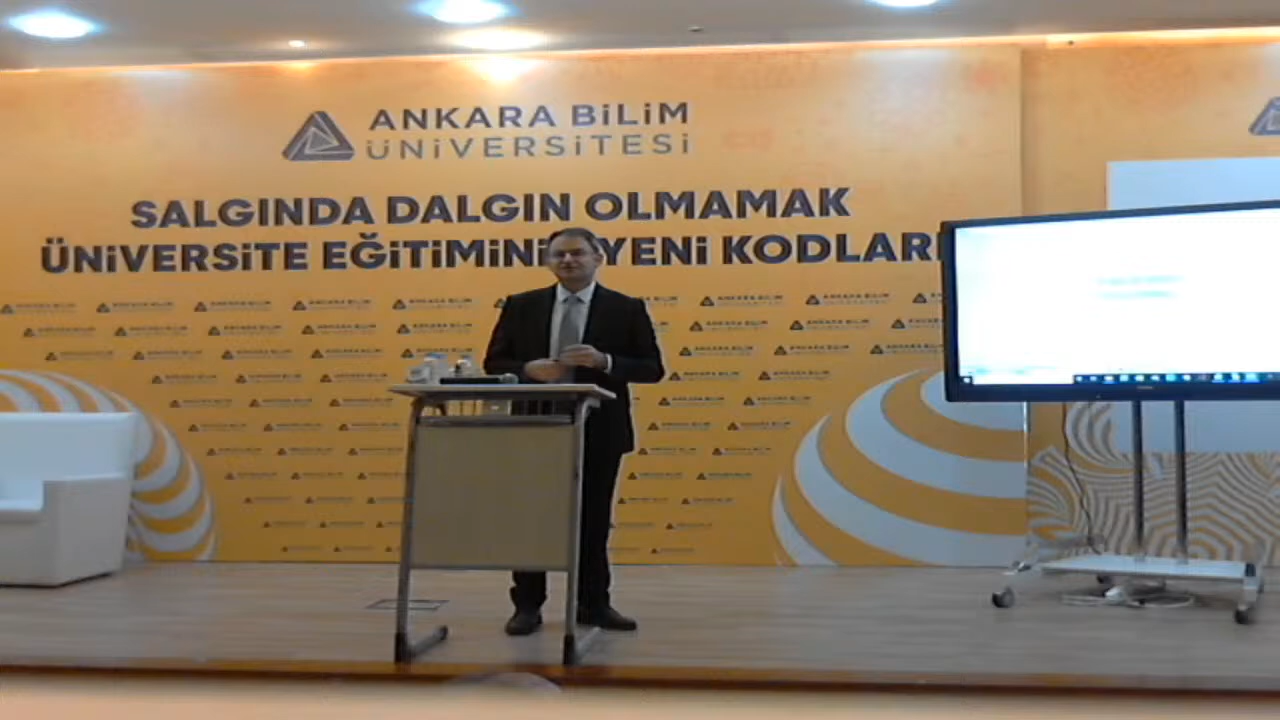 ANKARA BİLİM
ÜNİVERSİTESİ
SALGINDA DALGIN OLMAMAK
ÜNİVERSİTE EĞİTİMİNİ YENİ KODLARI